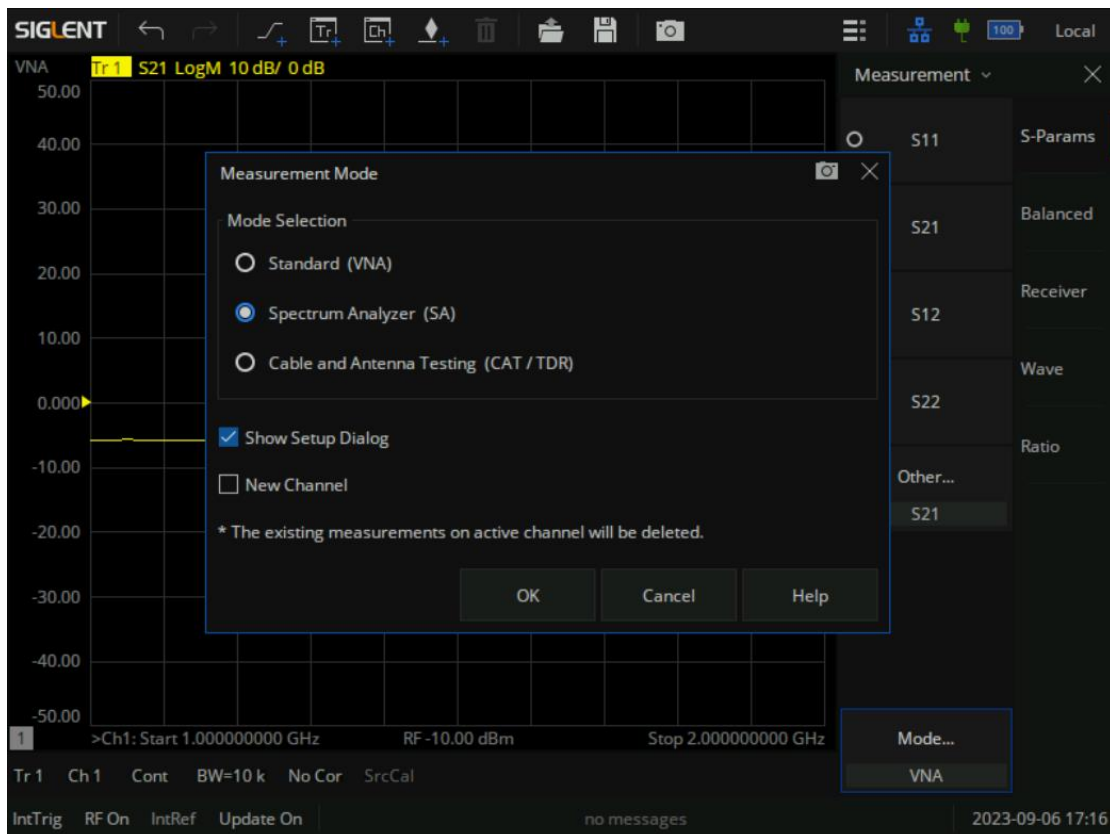 SIGLENT Tr Ch 100 Local
VNA Tr 1 S21 LogM 10 dB/ 0 dB
Measurement
50.00
40.00
30.00
20.00
10.00
0.000
-10.00
-20.00
-30.00
-40.00
-50.00
Measurement Mode
Mode Selection
Standard (VNA)
Spectrum Analyzer (SA)
Cable and Antenna Testing (CAT / TDR)
Show Setup Dialog
New Channel
* The existing measurements on active channel will be deleted.
OK Cancel Help
S11
S21
S12
S22
Other...
S21
S-Params
Balanced
Receiver
Wave
Ratio
Mode...
VNA
1 >Ch1: Start 1.000000000 GHz RF -10.00 dBm Stop 2.000000000 GHz
Tr 1 Ch 1 Cont BW=10 k No Cor SrcCal
IntTrig RF On IntRef Update On no messages 2023-09-06 17:16